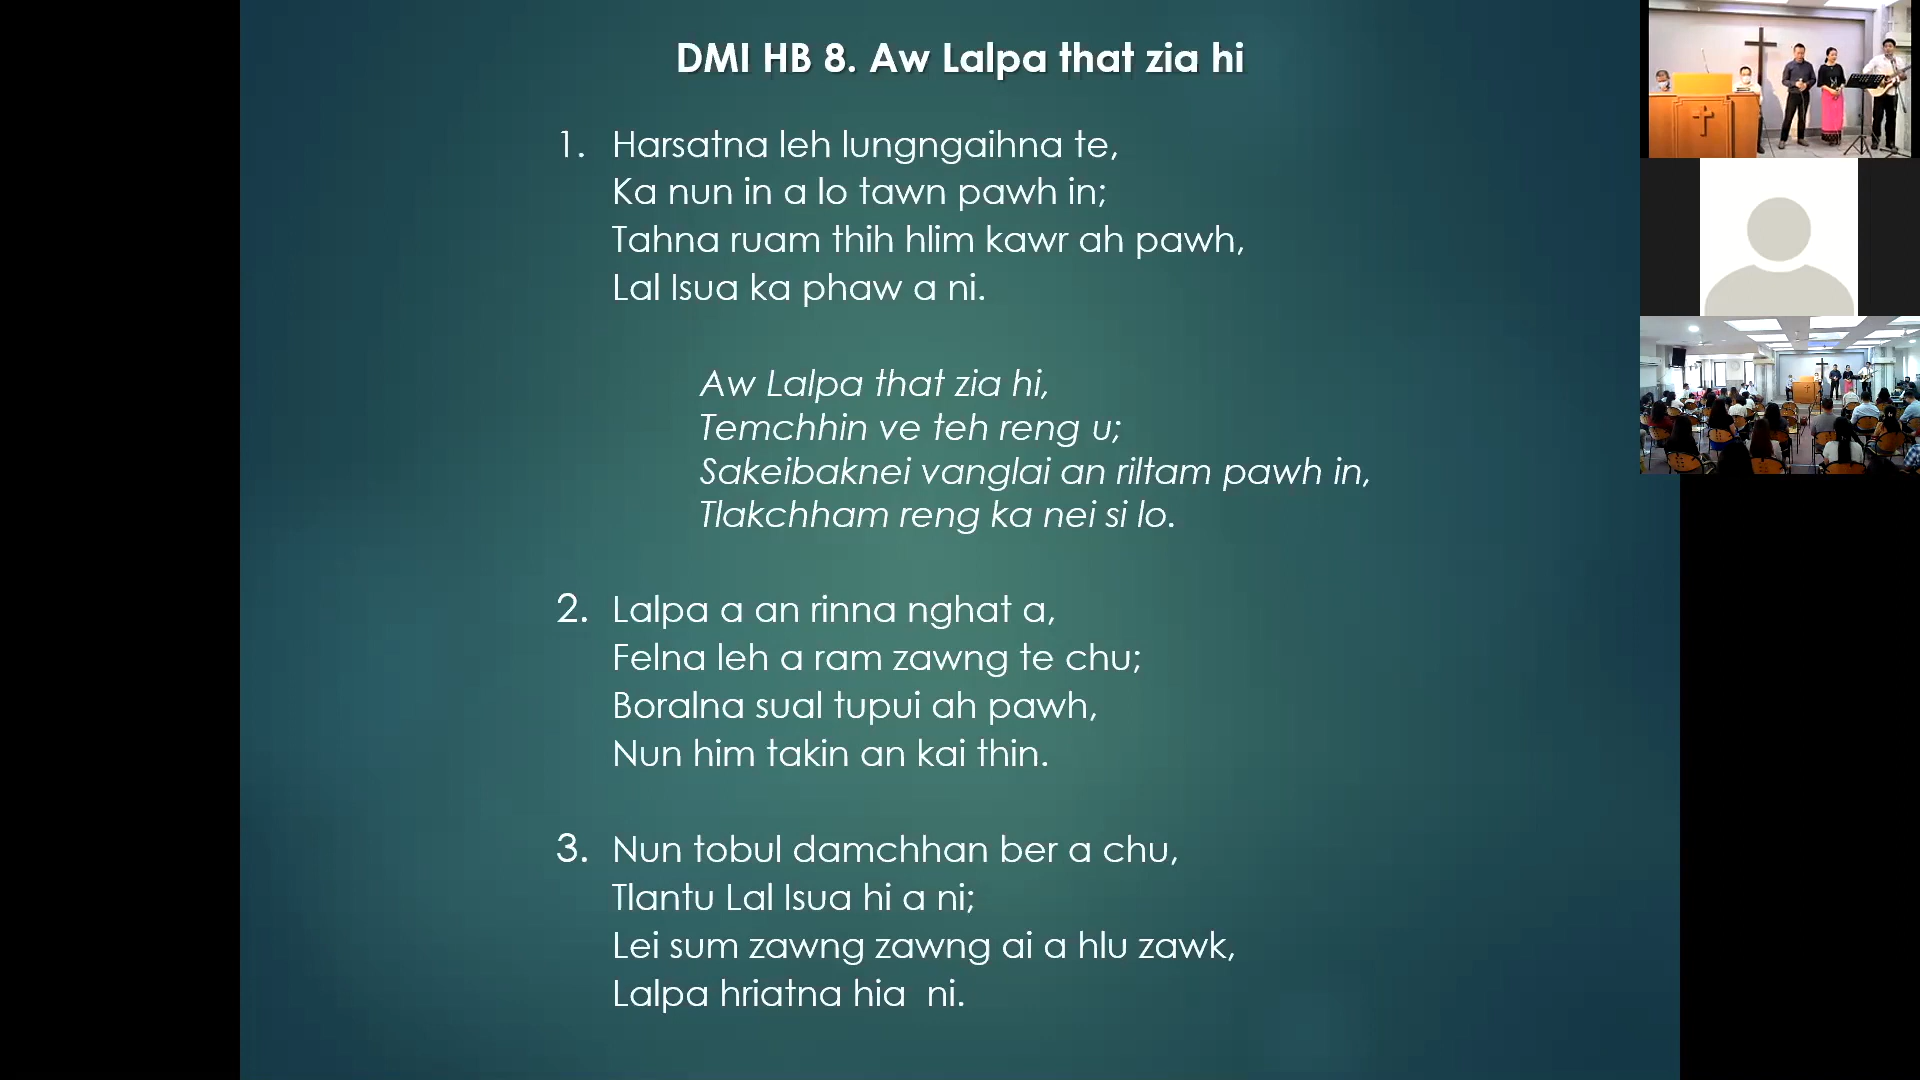 DMI HB 8. Aw Lalpa that zia hi
1. Harsatna leh lungngaihna te,
Ka nun in a lo tawn pawh in;
Tahna ruam thih hlim kawr ah pawh,
Lal Isua ka phaw a ni.
Aw Lalpa that zia hi,
Temchhin ve teh reng u;
Sakeibaknei vanglai an riltam pawh in,
Tlakchham reng ka nei si lo.
2. Lalpa a an rinna nghat a,
Felna leh a ram zawng te chu;
Boralna sual tupui ah pawh,
Nun him takin an kai thin.
3. Nun tobul damchhan ber a chu,
Tlantu Lal Isua hi a ni;
Lei sum zawng zawng ai a hlu zawk,
Lalpa hriatna hia  ni.